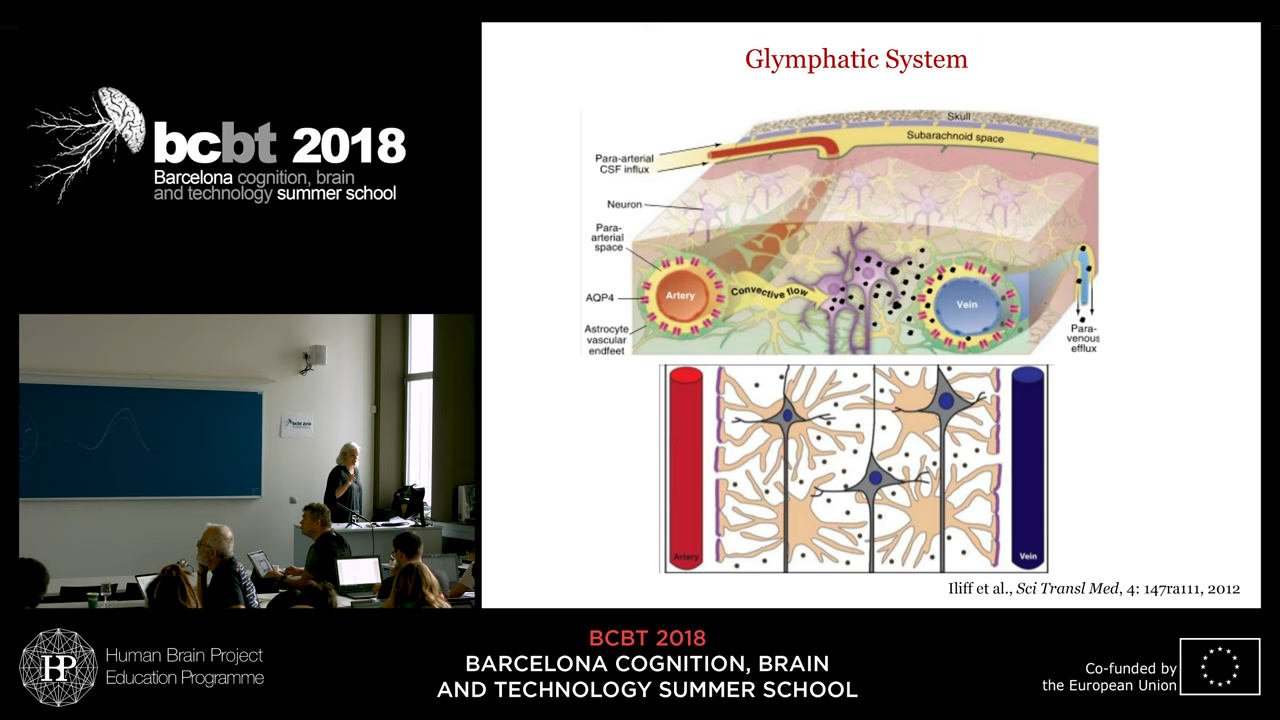 bcbt 2018
Barcelona cognition, brain
and technology summer school
Glymphatic System
Skull
Subarachnoid space
Para-arterial
CSF influx
Neuron
Para-
arterial
space
AQP4
Astrocyte
vascular
endfeet
Artery
Convective flow
Vein
Para-
venous
efflux
Artery
Vein
Iliff et al., Sci Transl Med, 4: 147ra111, 2012
bcbt 2018
HP
Human Brain Project
Education Programme
BCBT 2018
BARCELONA COGNITION, BRAIN
AND TECHNOLOGY SUMMER SCHOOL
Co-funded by
the European Union